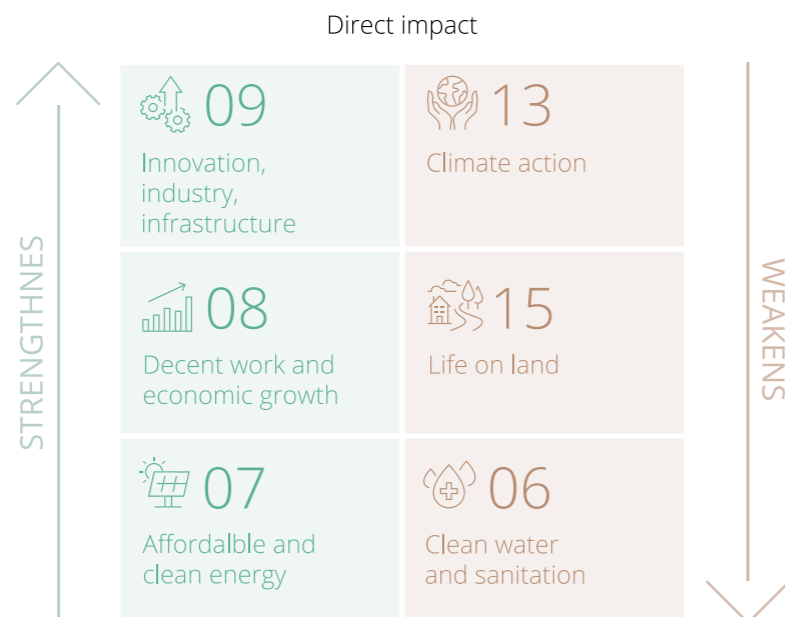 Direct impact
STRENGTHNES
09
Innovation,
industry,
infrastructure
13
Climate action
08
Decent work and
economic growth
15
Life on land
07
Affordalble and
clean energy
06
Clean water
and sanitation
WEAKENS